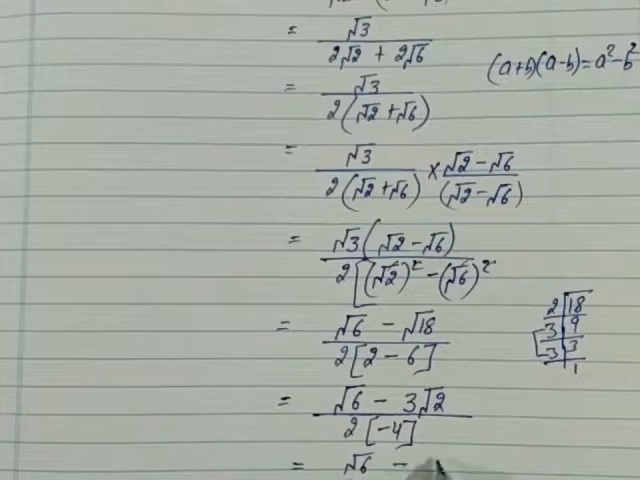 = √3 / 2√2 + 2√6
(a+b)(a-b)=a²-b²
= √3 / 2(√2 + √6)
= √3 / 2(√2 + √6) × √2 - √6 / (√2 - √6)
= √3(√2 - √6) / 2[(√2)² - (√6)²
= √6 - √18 / 2[2 - 6]
2 | 18
3 | 9
3 | 3
1
= √6 - 3√2 / 2[-4]
= √6 -